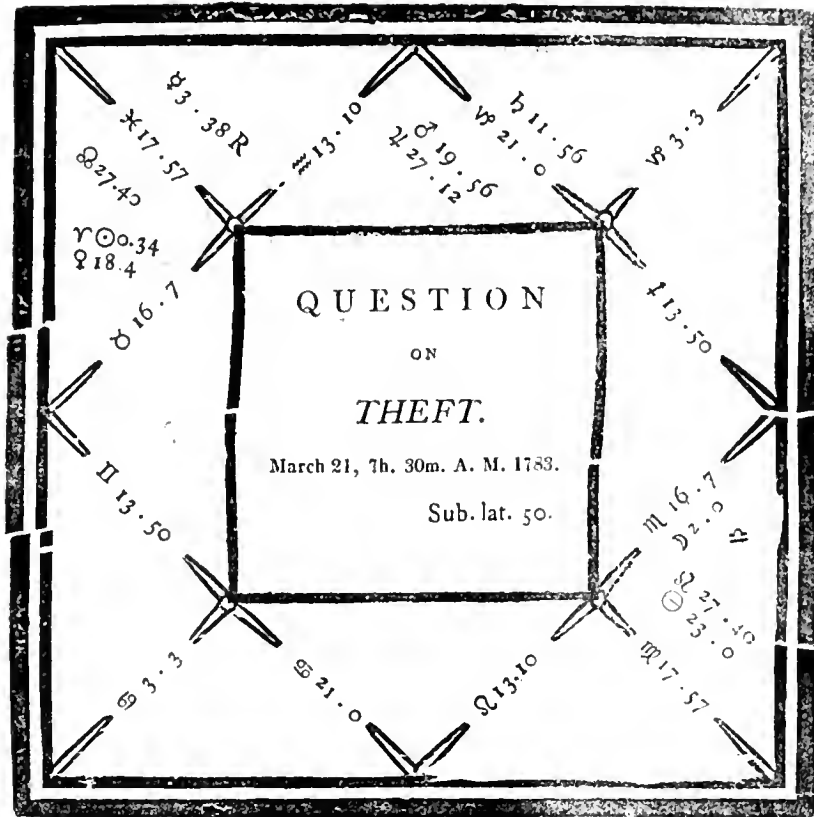 ☿ 3 . 38 R
♓ 17 . 57
☊ 27.40
♈ ☉ 0.34
♀ 18.4
♉ 16 . 7
♒ 13 . 10
♂ 19 . 56
♃ 27 . 12
♑ 21 . 0
♄ 11 . 56
♑ 3 . 3
♐ 13 . 50
QUESTION
ON
THEFT.
March 21, 7h. 30m. A. M. 1783.
Sub. lat. 50.
♊ 13 . 50
♋ 3 . 3
♋ 21 . 0
♌ 13.10
♏ 16 . 7
☽ 2 . 0
♎
☋ 27 . 40
⊕ 23 . 0
♍ 17 . 57